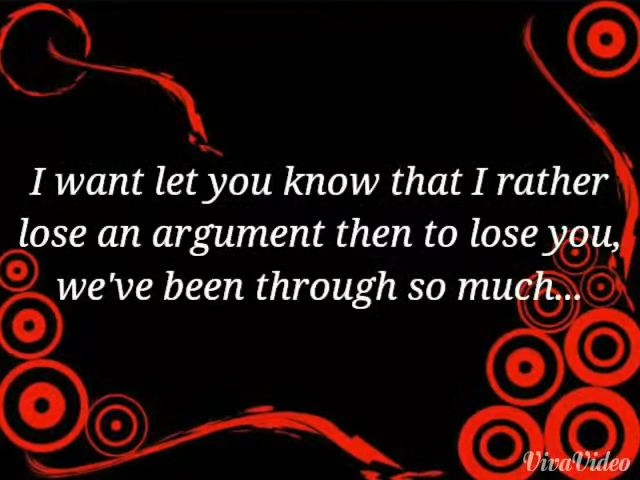 I want let you know that I rather
lose an argument then to lose you,
we've been through so much...
VivaVideo